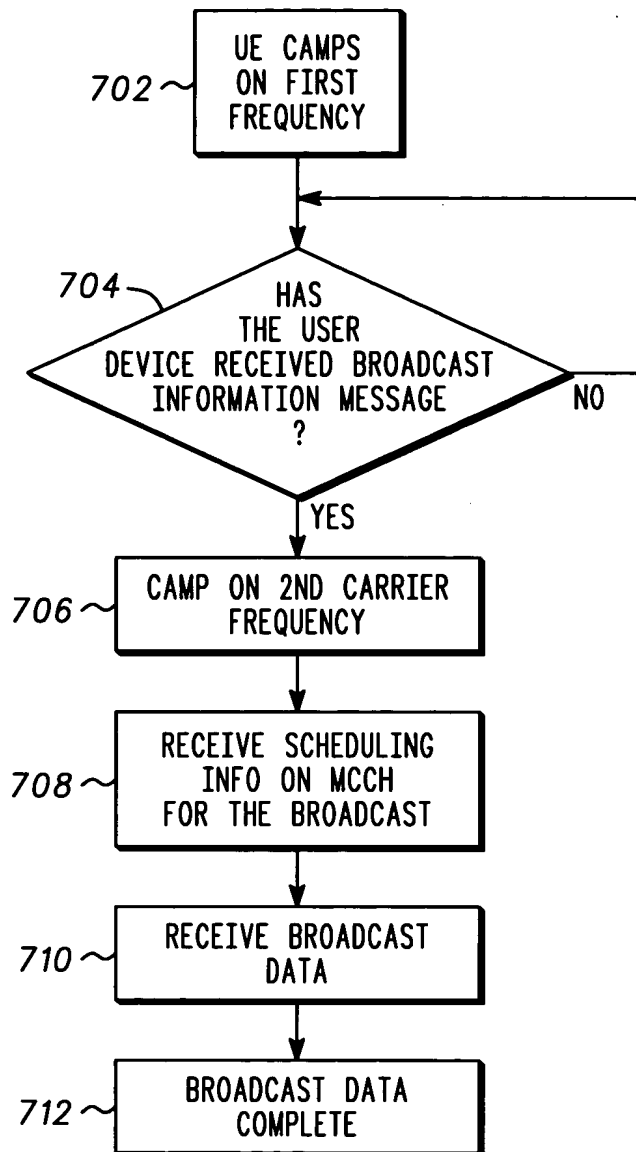 702
UE CAMPS
ON FIRST
FREQUENCY
704
HAS
THE USER
DEVICE RECEIVED BROADCAST
INFORMATION MESSAGE
?
NO
YES
706
CAMP ON 2ND CARRIER
FREQUENCY
708
RECEIVE SCHEDULING
INFO ON MCCH
FOR THE BROADCAST
710
RECEIVE BROADCAST
DATA
712
BROADCAST DATA
COMPLETE